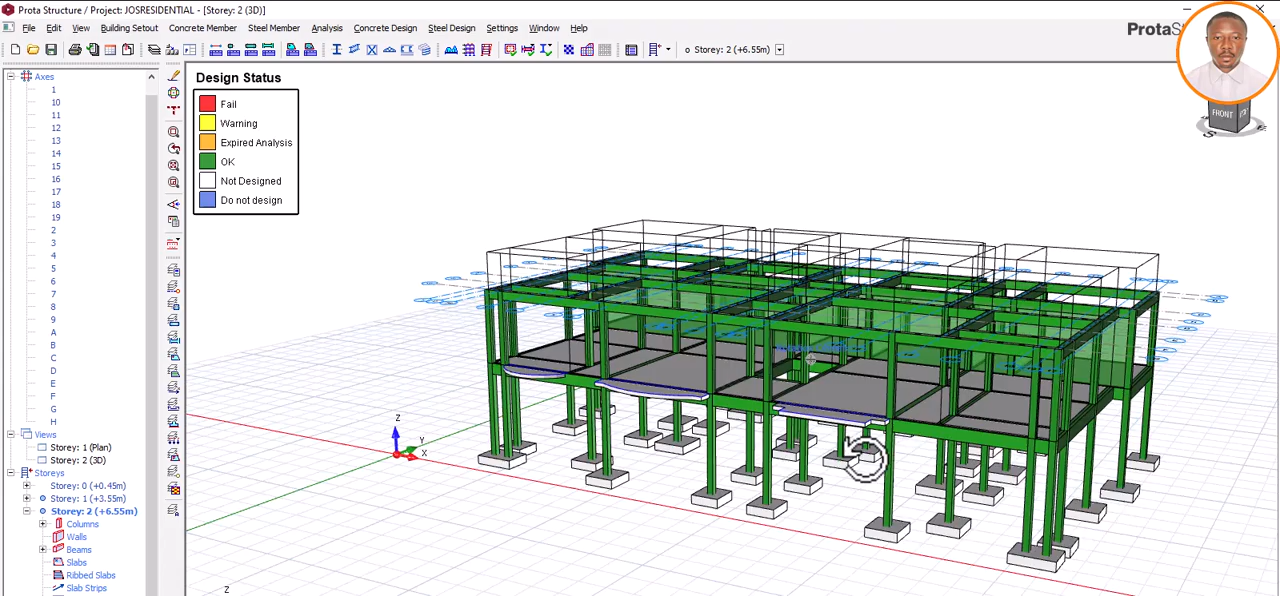 Prota Structure / Project: JOSRESIDENTIAL - [Storey: 2 (3D)]
File Edit View Building Setout Concrete Member Steel Member Analysis Concrete Design Steel Design Settings Window Help
ProtaS
Storey: 2 (+6.55m)
Design Status
Fail
Warning
Expired Analysis
OK
Not Designed
Do not design
FRONT
S
E
Axes
1
10
11
12
13
14
15
16
17
18
19
2
3
4
5
6
7
8
9
A
B
C
D
E
F
G
H
Views
Storey: 1 (Plan)
Storey: 2 (3D)
Storeys
Storey: 0 (+0.45m)
Storey: 1 (+3.55m)
Storey: 2 (+6.55m)
Columns
Walls
Beams
Slabs
Ribbed Slabs
Slab Strips
Z
Y
X
Z